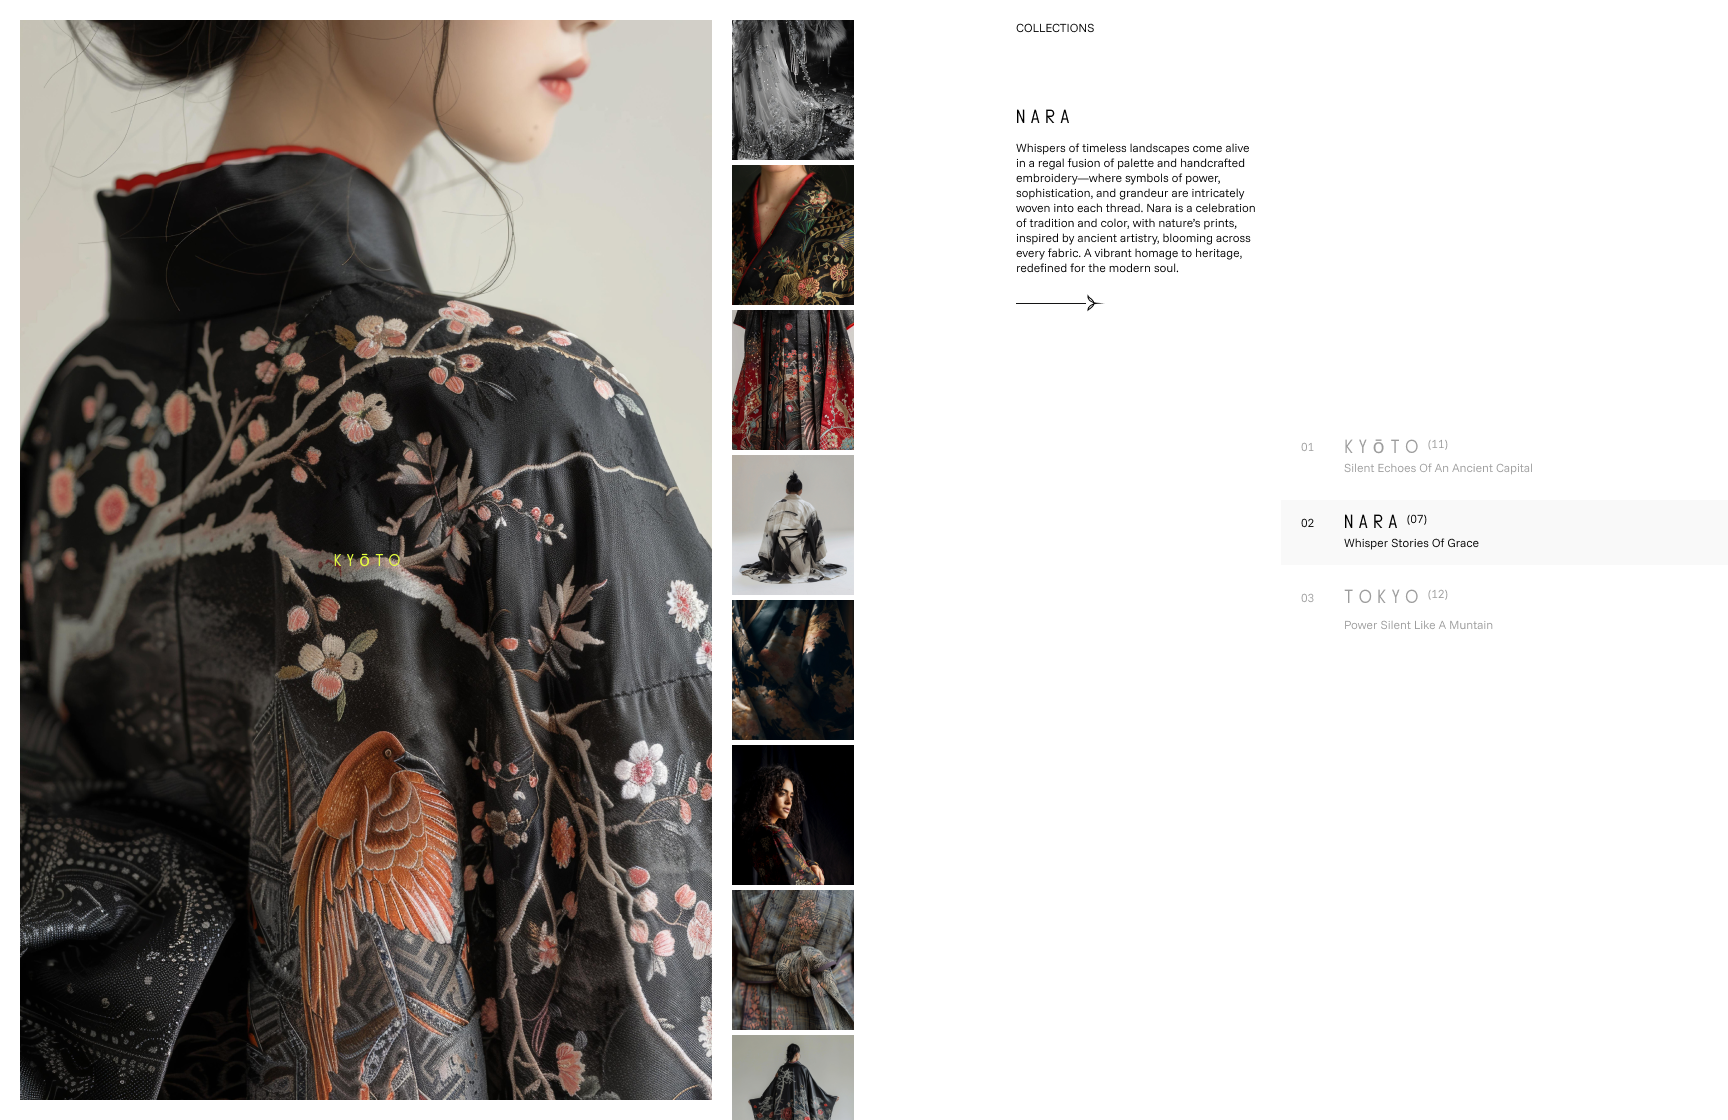 COLLECTIONS
NARA
Whispers of timeless landscapes come alive
in a regal fusion of palette and handcrafted
embroidery—where symbols of power,
sophistication, and grandeur are intricately
woven into each thread. Nara is a celebration
of tradition and color, with nature's prints,
inspired by ancient artistry, blooming across
every fabric. A vibrant homage to heritage,
redefined for the modern soul.
KYŌTO
01 KYŌTO (11)
Silent Echoes Of An Ancient Capital
02 NARA (07)
Whisper Stories Of Grace
03 TOKYO (12)
Power Silent Like A Muntain